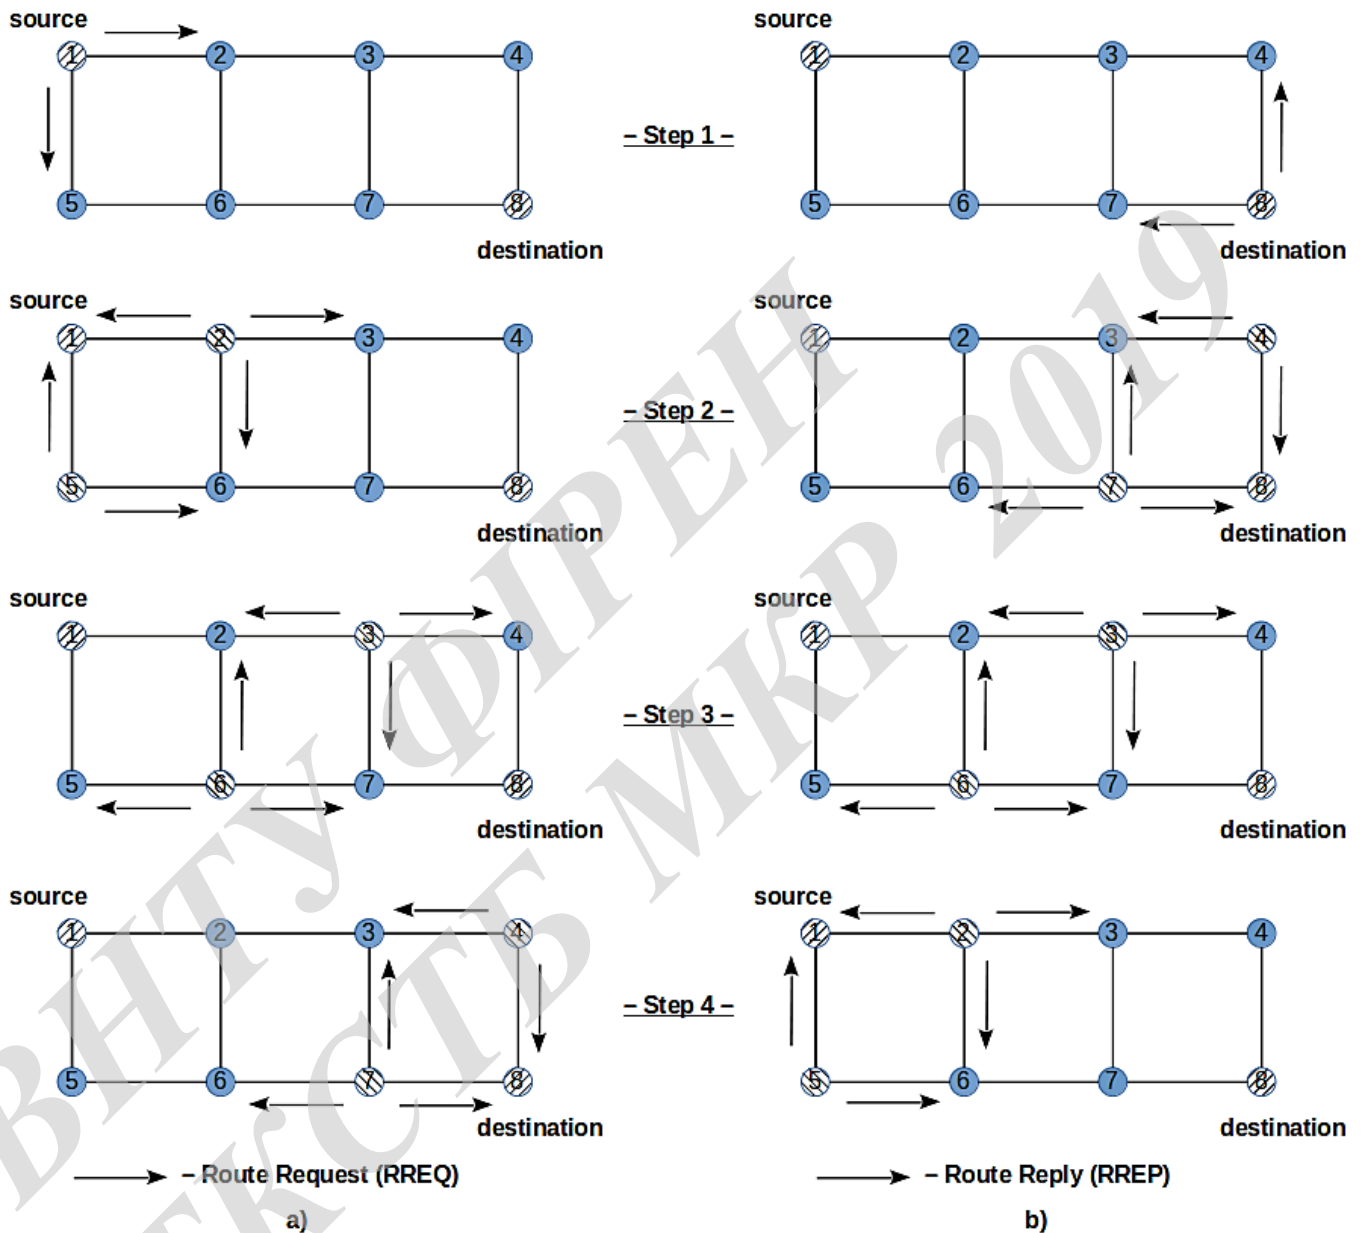 source source
1 2 3 4 1 2 3 4
– Step 1 –
5 6 7 8 5 6 7 8
destination destination
source source
1 2 3 4 1 2 3 4
– Step 2 –
5 6 7 8 5 6 7 8
destination destination
source source
1 2 3 4 1 2 3 4
– Step 3 –
5 6 7 8 5 6 7 8
destination destination
source source
1 2 3 4 1 2 3 4
– Step 4 –
5 6 7 8 5 6 7 8
destination destination
– Route Request (RREQ) – Route Reply (RREP)
a) b)
ВНТУ ФІРЕН
МКР 2019